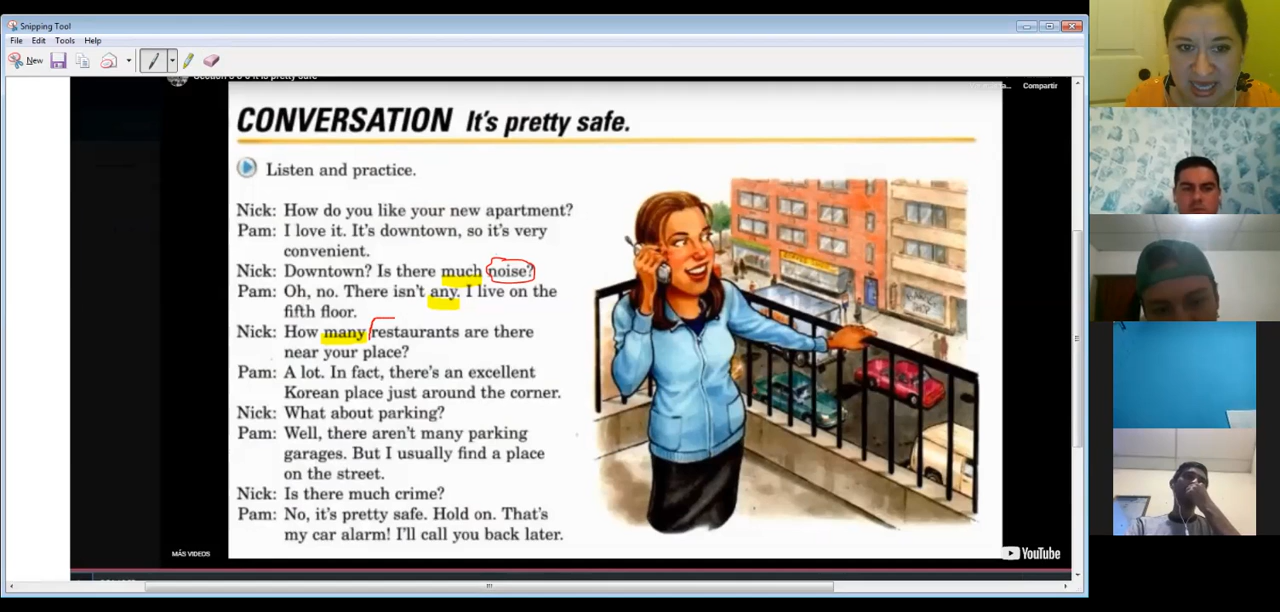 Snipping Tool
File Edit Tools Help
New
Compartir
CONVERSATION It's pretty safe.
Listen and practice.
Nick: How do you like your new apartment?
Pam: I love it. It's downtown, so it's very
convenient.
Nick: Downtown? Is there much noise?
Pam: Oh, no. There isn't any. I live on the
fifth floor.
Nick: How many restaurants are there
near your place?
Pam: A lot. In fact, there's an excellent
Korean place just around the corner.
Nick: What about parking?
Pam: Well, there aren't many parking
garages. But I usually find a place
on the street.
Nick: Is there much crime?
Pam: No, it's pretty safe. Hold on. That's
my car alarm! I'll call you back later.
MÁS VIDEOS
YouTube